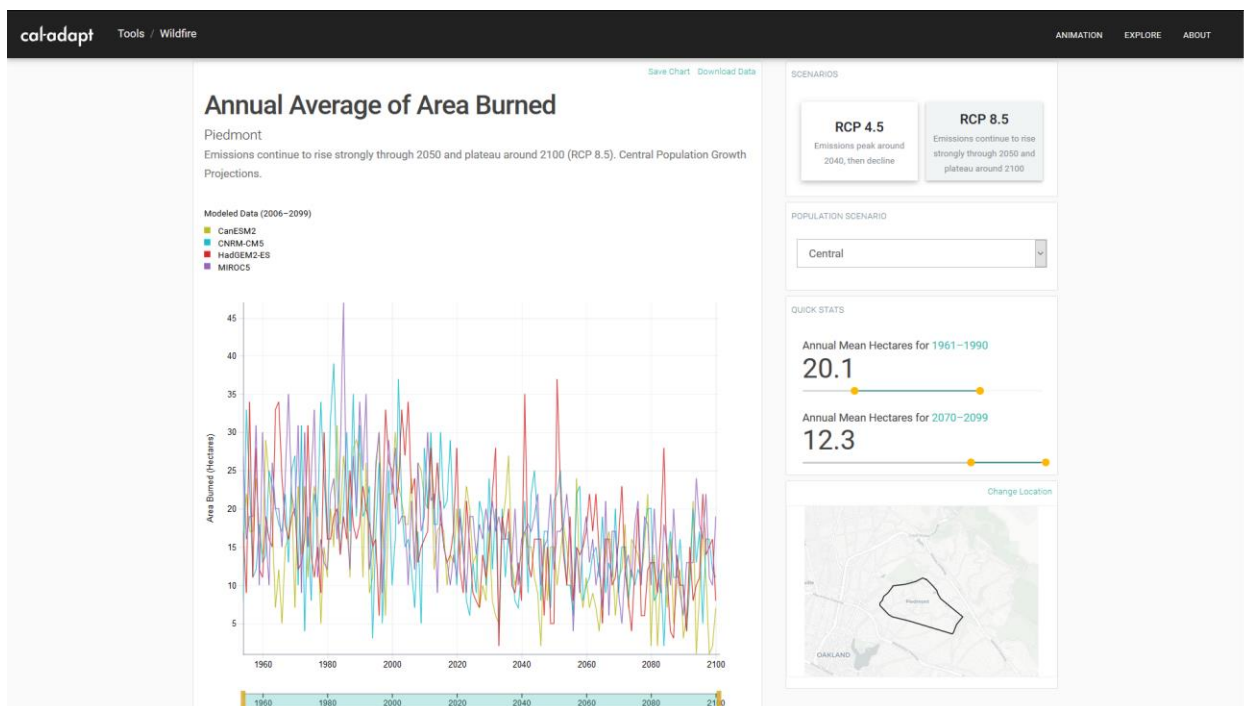 cal-adapt Tools / Wildfire ANIMATION EXPLORE ABOUT
Save Chart Download Data
Annual Average of Area Burned
Piedmont
Emissions continue to rise strongly through 2050 and plateau around 2100 (RCP 8.5). Central Population Growth
Projections.
Modeled Data (2006–2099)
CanESM2
CNRM-CM5
HadGEM2-ES
MIROC5
Area Burned (Hectares)
45
40
35
30
25
20
15
10
5
1960 1980 2000 2020 2040 2060 2080 2100
1960 1980 2000 2020 2040 2060 2080 2100
SCENARIOS
RCP 4.5
Emissions peak around
2040, then decline
RCP 8.5
Emissions continue to rise
strongly through 2050 and
plateau around 2100
POPULATION SCENARIO
Central
QUICK STATS
Annual Mean Hectares for 1961–1990
20.1
Annual Mean Hectares for 2070–2099
12.3
Change Location
Piedmont
OAKLAND